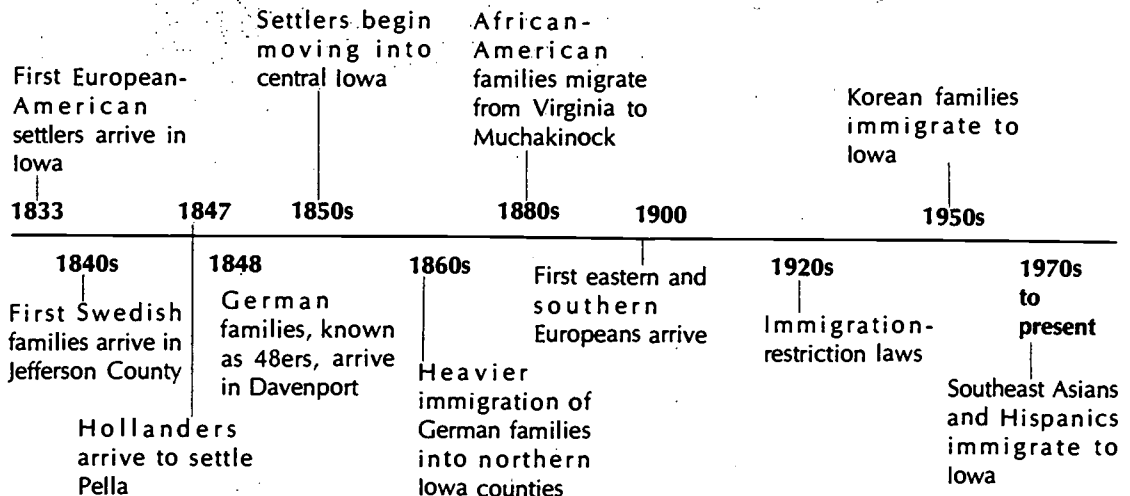 First European-
American
settlers arrive in
Iowa
1833
1840s
First Swedish
families arrive in
Jefferson County
1847
Hollanders
arrive to settle
Pella
1848
German
families, known
as 48ers, arrive
in Davenport
Settlers begin
moving into
central Iowa
1850s
1860s
Heavier
immigration of
German families
into northern
Iowa counties
African-
American
families migrate
from Virginia to
Muchakinock
1880s
1900
First eastern and
southern
Europeans arrive
1920s
Immigration-
restriction laws
Korean families
immigrate to
Iowa
1950s
1970s
to
present
Southeast Asians
and Hispanics
immigrate to
Iowa